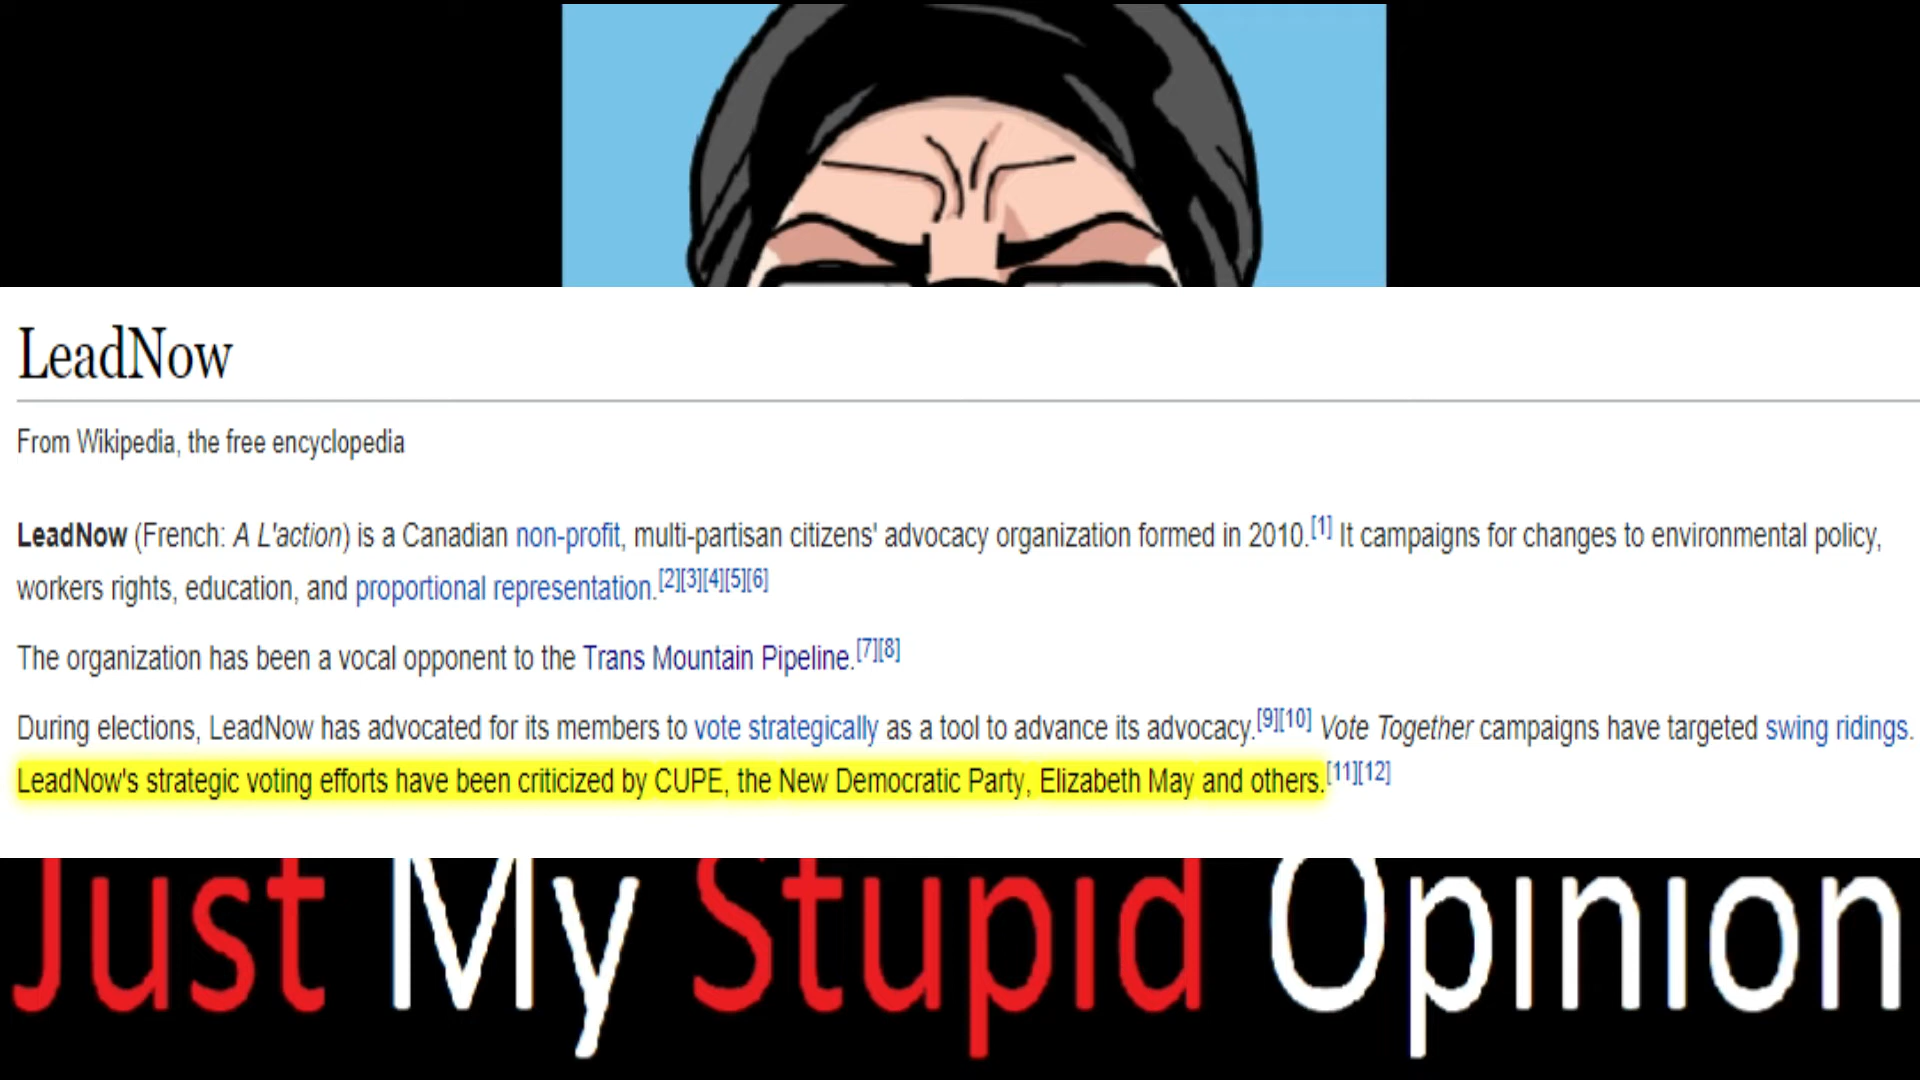 LeadNow
From Wikipedia, the free encyclopedia
LeadNow (French: A L'action) is a Canadian non-profit, multi-partisan citizens' advocacy organization formed in 2010.[1] It campaigns for changes to environmental policy,
workers rights, education, and proportional representation.[2][3][4][5][6]
The organization has been a vocal opponent to the Trans Mountain Pipeline.[7][8]
During elections, LeadNow has advocated for its members to vote strategically as a tool to advance its advocacy.[9][10] Vote Together campaigns have targeted swing ridings.
LeadNow's strategic voting efforts have been criticized by CUPE, the New Democratic Party, Elizabeth May and others.[11][12]
Just My Stupid Opinion